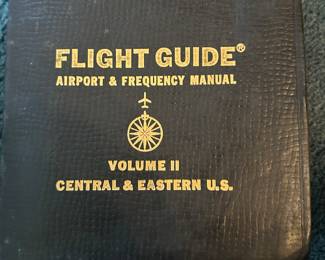 FLIGHT GUIDE®
AIRPORT & FREQUENCY MANUAL
VOLUME II
CENTRAL & EASTERN U.S.